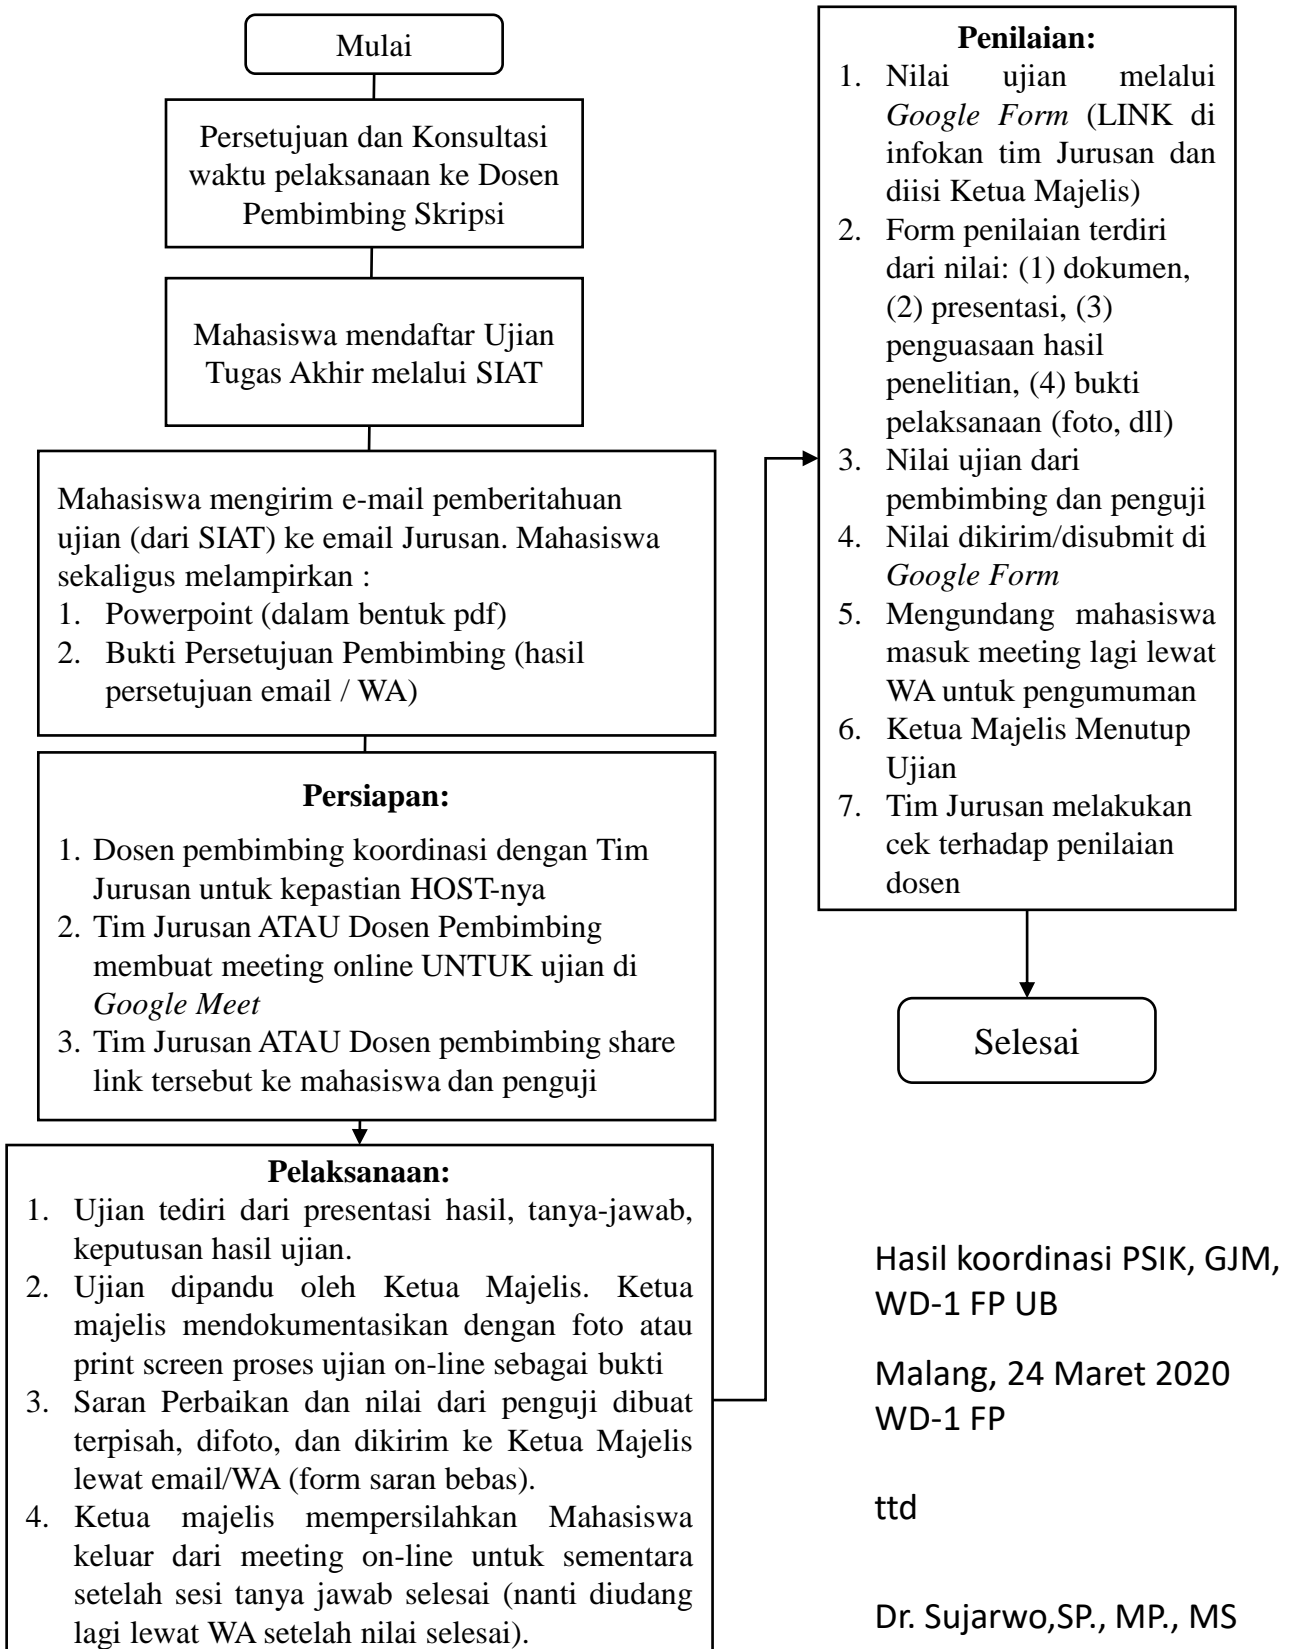 Mulai
Persetujuan dan Konsultasi
waktu pelaksanaan ke Dosen
Pembimbing Skripsi
Mahasiswa mendaftar Ujian
Tugas Akhir melalui SIAT
Mahasiswa mengirim e-mail pemberitahuan
ujian (dari SIAT) ke email Jurusan. Mahasiswa
sekaligus melampirkan :
1. Powerpoint (dalam bentuk pdf)
2. Bukti Persetujuan Pembimbing (hasil
persetujuan email / WA)
Persiapan:
1. Dosen pembimbing koordinasi dengan Tim
Jurusan untuk kepastian HOST-nya
2. Tim Jurusan ATAU Dosen Pembimbing
membuat meeting online UNTUK ujian di
Google Meet
3. Tim Jurusan ATAU Dosen pembimbing share
link tersebut ke mahasiswa dan penguji
Pelaksanaan:
1. Ujian tediri dari presentasi hasil, tanya-jawab,
keputusan hasil ujian.
2. Ujian dipandu oleh Ketua Majelis. Ketua
majelis mendokumentasikan dengan foto atau
print screen proses ujian on-line sebagai bukti
3. Saran Perbaikan dan nilai dari penguji dibuat
terpisah, difoto, dan dikirim ke Ketua Majelis
lewat email/WA (form saran bebas).
4. Ketua majelis mempersilahkan Mahasiswa
keluar dari meeting on-line untuk sementara
setelah sesi tanya jawab selesai (nanti diudang
lagi lewat WA setelah nilai selesai).
Penilaian:
1. Nilai ujian melalui
Google Form (LINK di
infokan tim Jurusan dan
diisi Ketua Majelis)
2. Form penilaian terdiri
dari nilai: (1) dokumen,
(2) presentasi, (3)
penguasaan hasil
penelitian, (4) bukti
pelaksanaan (foto, dll)
3. Nilai ujian dari
pembimbing dan penguji
4. Nilai dikirim/disubmit di
Google Form
5. Mengundang mahasiswa
masuk meeting lagi lewat
WA untuk pengumuman
6. Ketua Majelis Menutup
Ujian
7. Tim Jurusan melakukan
cek terhadap penilaian
dosen
Selesai
Hasil koordinasi PSIK, GJM,
WD-1 FP UB
Malang, 24 Maret 2020
WD-1 FP
ttd
Dr. Sujarwo,SP., MP., MS